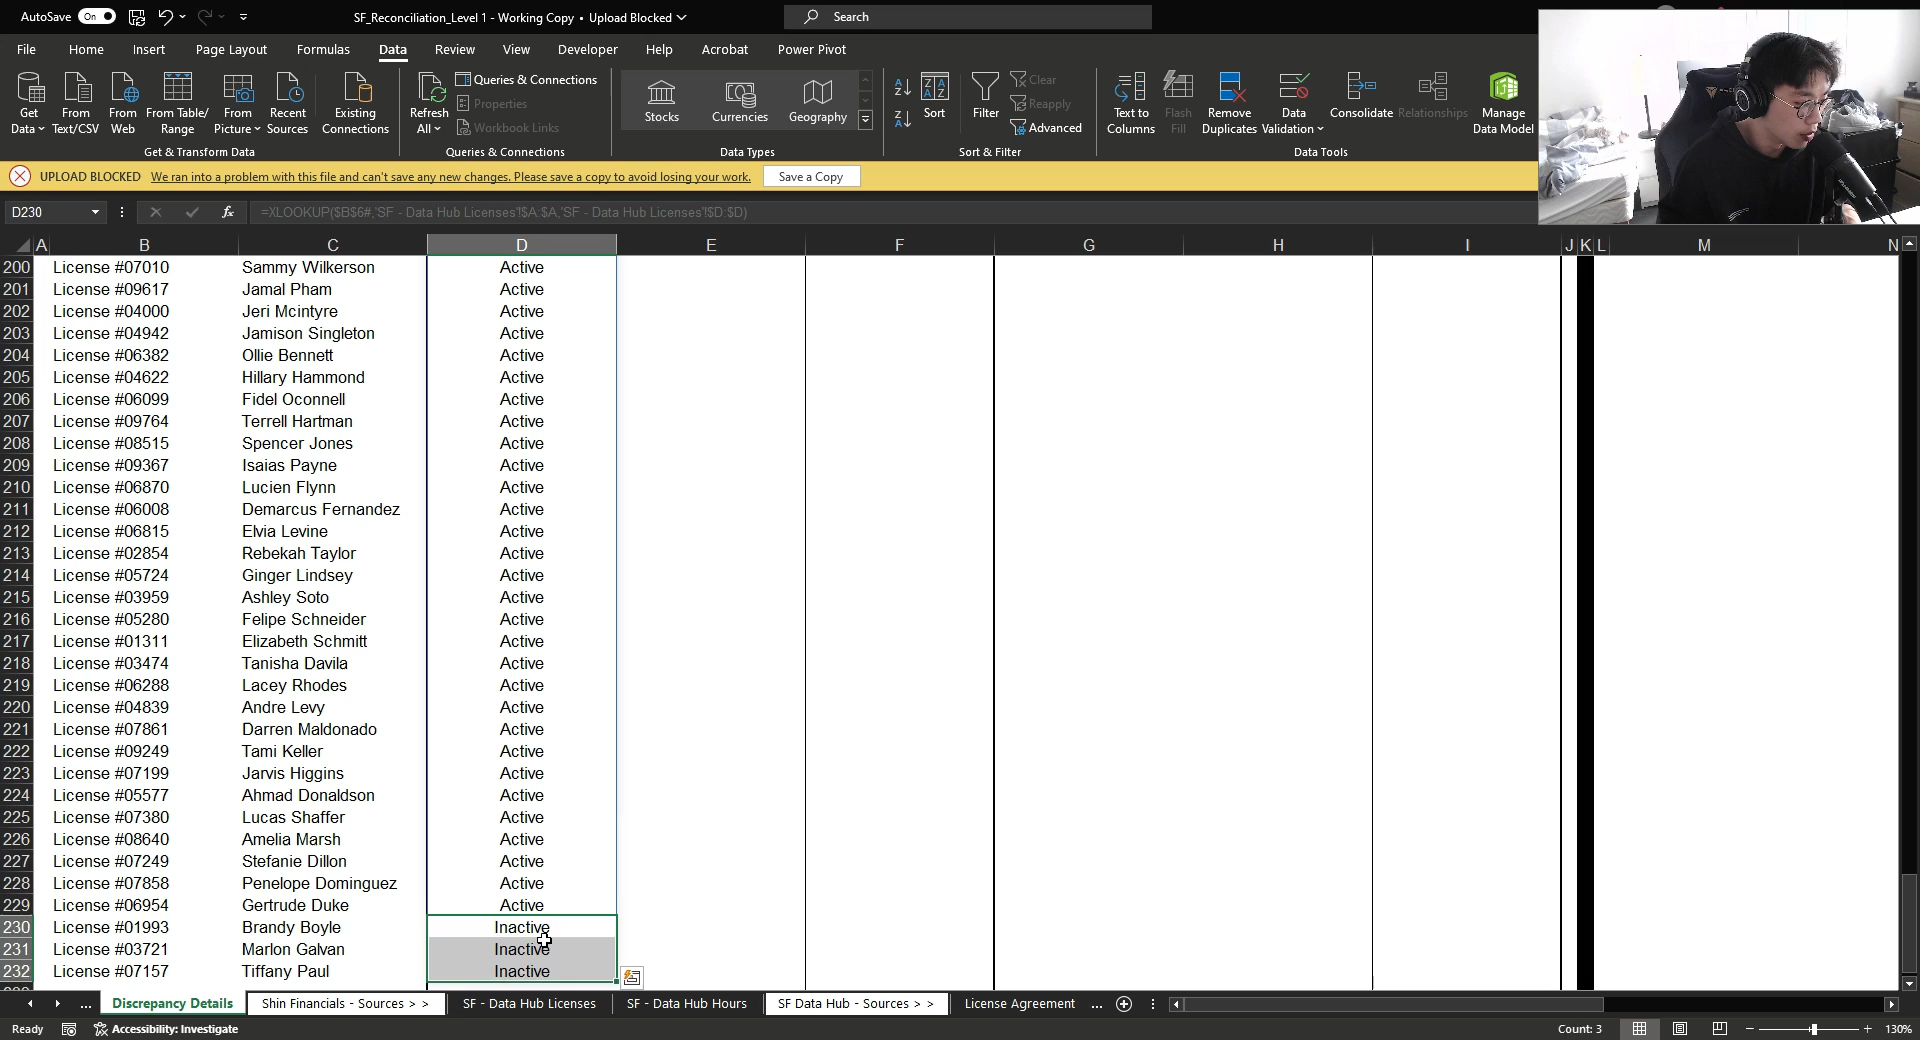 AutoSave On SF_Reconciliation_Level 1 - Working Copy • Upload Blocked Search
File Home Insert Page Layout Formulas Data Review View Developer Help Acrobat Power Pivot
Get Data From Text/CSV From Web From Table/ Range From Picture Recent Sources Existing Connections Refresh All Queries & Connections Properties Workbook Links Stocks Currencies Geography Sort Filter Clear Reapply Advanced Text to Columns Flash Fill Remove Duplicates Data Validation Consolidate Relationships Manage Data Model
Get & Transform Data Queries & Connections Data Types Sort & Filter Data Tools
UPLOAD BLOCKED We ran into a problem with this file and can't save any new changes. Please save a copy to avoid losing your work. Save a Copy
D230 fx =XLOOKUP($B$6#,'SF - Data Hub Licenses'!$A:$A,'SF - Data Hub Licenses'!$D:$D)
A B C D E F G H I J K L M N
200 License #07010 Sammy Wilkerson Active
201 License #09617 Jamal Pham Active
202 License #04000 Jeri Mcintyre Active
203 License #04942 Jamison Singleton Active
204 License #06382 Ollie Bennett Active
205 License #04622 Hillary Hammond Active
206 License #06099 Fidel Oconnell Active
207 License #09764 Terrell Hartman Active
208 License #08515 Spencer Jones Active
209 License #09367 Isaias Payne Active
210 License #06870 Lucien Flynn Active
211 License #06008 Demarcus Fernandez Active
212 License #06815 Elvia Levine Active
213 License #02854 Rebekah Taylor Active
214 License #05724 Ginger Lindsey Active
215 License #03959 Ashley Soto Active
216 License #05280 Felipe Schneider Active
217 License #01311 Elizabeth Schmitt Active
218 License #03474 Tanisha Davila Active
219 License #06288 Lacey Rhodes Active
220 License #04839 Andre Levy Active
221 License #07861 Darren Maldonado Active
222 License #09249 Tami Keller Active
223 License #07199 Jarvis Higgins Active
224 License #05577 Ahmad Donaldson Active
225 License #07380 Lucas Shaffer Active
226 License #08640 Amelia Marsh Active
227 License #07249 Stefanie Dillon Active
228 License #07858 Penelope Dominguez Active
229 License #06954 Gertrude Duke Active
230 License #01993 Brandy Boyle Inactive
231 License #03721 Marlon Galvan Inactive
232 License #07157 Tiffany Paul Inactive
... Discrepancy Details Shin Financials - Sources > > SF - Data Hub Licenses SF - Data Hub Hours SF Data Hub - Sources > > License Agreement ...
Ready Accessibility: Investigate Count: 3 130%